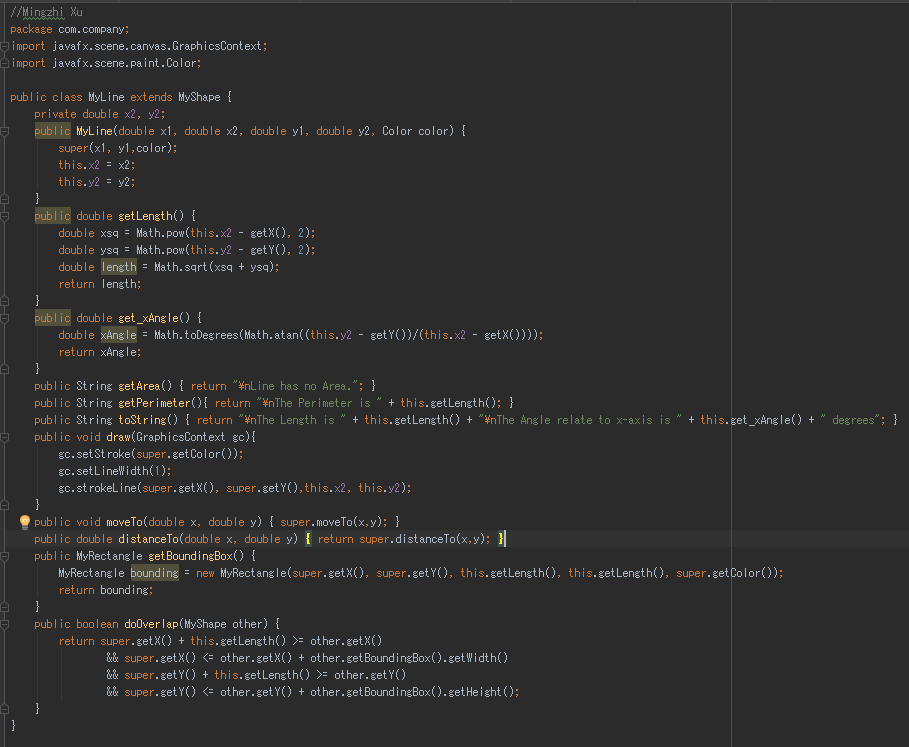 //Mingzhi Xu
package com.company;
import javafx.scene.canvas.GraphicsContext;
import javafx.scene.paint.Color;
public class MyLine extends MyShape {
private double x2, y2;
public MyLine(double x1, double x2, double y1, double y2, Color color) {
super(x1, y1,color);
this.x2 = x2;
this.y2 = y2;
}
public double getLength() {
double xsq = Math.pow(this.x2 - getX(), 2);
double ysq = Math.pow(this.y2 - getY(), 2);
double length = Math.sqrt(xsq + ysq);
return length;
}
public double get_xAngle() {
double xAngle = Math.toDegrees(Math.atan((this.y2 - getY())/(this.x2 - getX())));
return xAngle;
}
public String getArea() { return "¥nLine has no Area."; }
public String getPerimeter(){ return "¥nThe Perimeter is " + this.getLength(); }
public String toString() { return "¥nThe Length is " + this.getLength() + "¥nThe Angle relate to x-axis is " + this.get_xAngle() + " degrees"; }
public void draw(GraphicsContext gc){
gc.setStroke(super.getColor());
gc.setLineWidth(1);
gc.strokeLine(super.getX(), super.getY(),this.x2, this.y2);
}
public void moveTo(double x, double y) { super.moveTo(x,y); }
public double distanceTo(double x, double y) { return super.distanceTo(x,y); }
public MyRectangle getBoundingBox() {
MyRectangle bounding = new MyRectangle(super.getX(), super.getY(), this.getLength(), this.getLength(), super.getColor());
return bounding;
}
public boolean doOverlap(MyShape other) {
return super.getX() + this.getLength() >= other.getX()
&& super.getX() <= other.getX() + other.getBoundingBox().getWidth()
&& super.getY() + this.getLength() >= other.getY()
&& super.getY() <= other.getY() + other.getBoundingBox().getHeight();
}
}